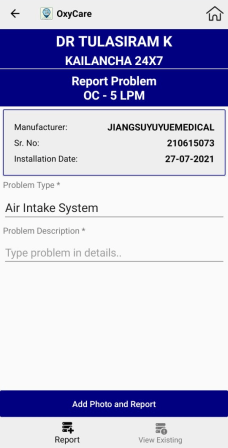 OxyCare
DR TULASIRAM K
KAILANCHA 24X7
Report Problem
OC - 5 LPM
Manufacturer: JIANGSUYUYUEMEDICAL
Sr. No: 210615073
Installation Date: 27-07-2021
Problem Type *
Air Intake System
Problem Description *
Type problem in details..
Add Photo and Report
Report View Existing